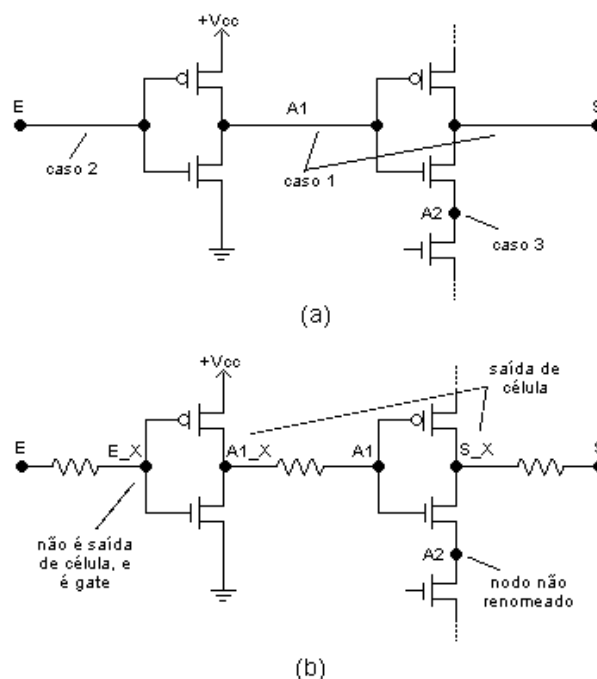 +Vcc
E
A1
S
caso 2
caso 1
A2
caso 3
(a)
+Vcc
saída de
célula
E
E_X
A1_X
A1
S_X
S
não é saída
de célula, e
é gate
A2
nodo não
renomeado
(b)